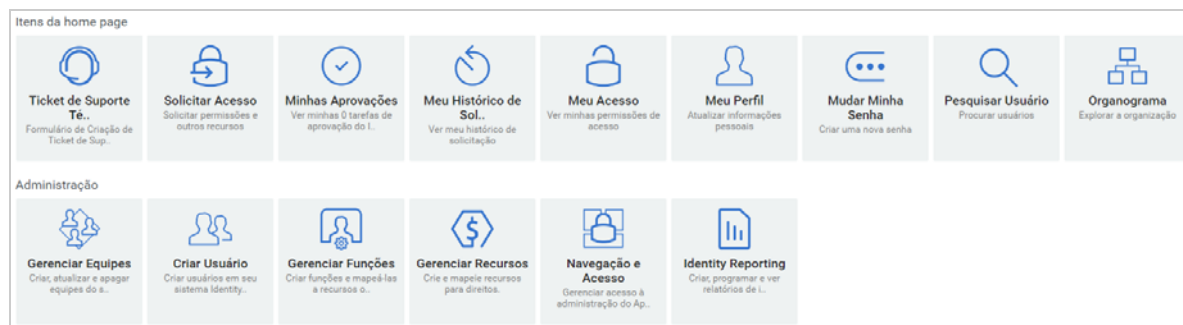 Itens da home page
Ticket de Suporte
Té..
Formulário de Criação de
Ticket de Sup..
Solicitar Acesso
Solicitar permissões e
outros recursos
Minhas Aprovações
Ver minhas 0 tarefas de
aprovação do I..
Meu Histórico de
Sol..
Ver meu histórico de
solicitação
Meu Acesso
Ver minhas permissões de
acesso
Meu Perfil
Atualizar informações
pessoais
Mudar Minha
Senha
Criar uma nova senha
Pesquisar Usuário
Procurar usuários
Organograma
Explorar a organização
Administração
Gerenciar Equipes
Criar, atualizar e apagar
equipes do a..
Criar Usuário
Criar usuários em seu
sistema Identity..
Gerenciar Funções
Criar funções e mapeá-las
a recursos o..
Gerenciar Recursos
Crie e mapeie recursos
para direitos.
Navegação e
Acesso
Gerenciar acesso à
administração do Ap..
Identity Reporting
Criar, programar e ver
relatórios de i..